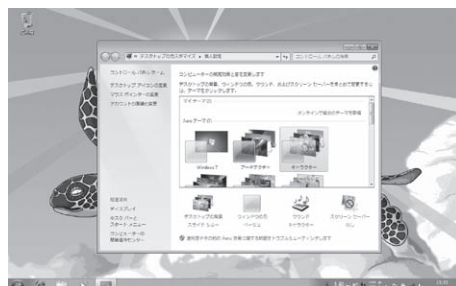 デスクトップのカスタマイズ ▸ 個人設定
コントロール パネルの検索
コントロール パネル ホーム
デスクトップ アイコンの変更
マウス ポインターの変更
アカウントの画像の変更
コンピューターの視覚効果と音を変更します
マイ テーマ (0)
オンラインで追加のテーマを取得
Aero テーマ (7)
Windows 7
アーキテクチャ
キャラクター
関連項目
ディスプレイ
タスク バーと
スタート メニュー
コンピューターの
簡単操作センター
デスクトップの背景
スライド ショー
ウィンドウの色
サウンド
キャラクター
スクリーン セーバー
なし